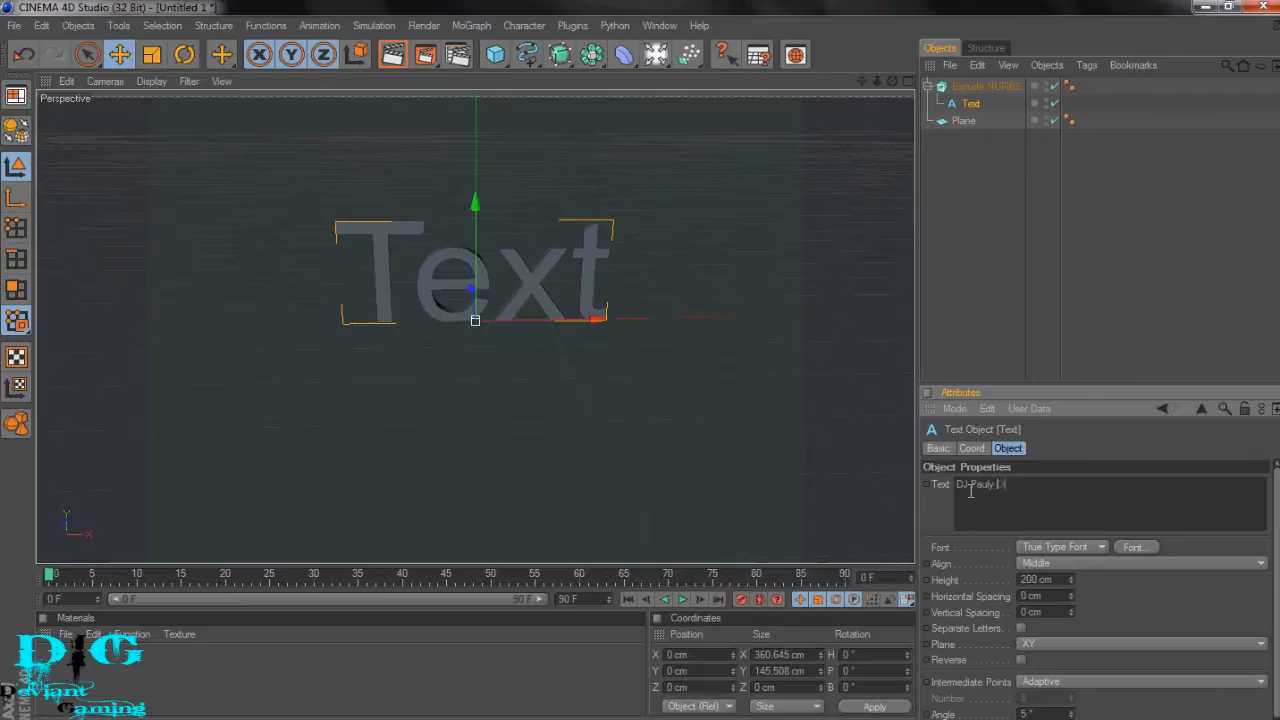 CINEMA 4D Studio (32 Bit) - [Untitled 1 *]
File Edit Objects Tools Selection Structure Functions Animation Simulation Render MoGraph Character Plugins Python Window Help
X Y Z
Edit Cameras Display Filter View
Perspective
Text
Y
X
0 5 10 15 20 25 30 35 40 45 50 55 60 65 70 75 80 85 90 0 F
0 F 0 F 90 F 90 F
Materials
File Edit Function Texture
Coordinates
Position Size Rotation
X 0 cm X 360.645 cm H 0 °
Y 0 cm Y 145.508 cm P 0 °
Z 0 cm Z 0 cm B 0 °
Object (Rel) Size Apply
Objects Structure
File Edit View Objects Tags Bookmarks
Extrude NURBS
Text
Plane
Attributes
Mode Edit User Data
Text Object [Text]
Basic Coord. Object
Object Properties
Text DJ-Pauly D
Font True Type Font Font...
Align Middle
Height 200 cm
Horizontal Spacing 0 cm
Vertical Spacing 0 cm
Separate Letters
Plane XY
Reverse
Intermediate Points Adaptive
Number 8
Angle 5 °
D!G
Deviant
Gaming